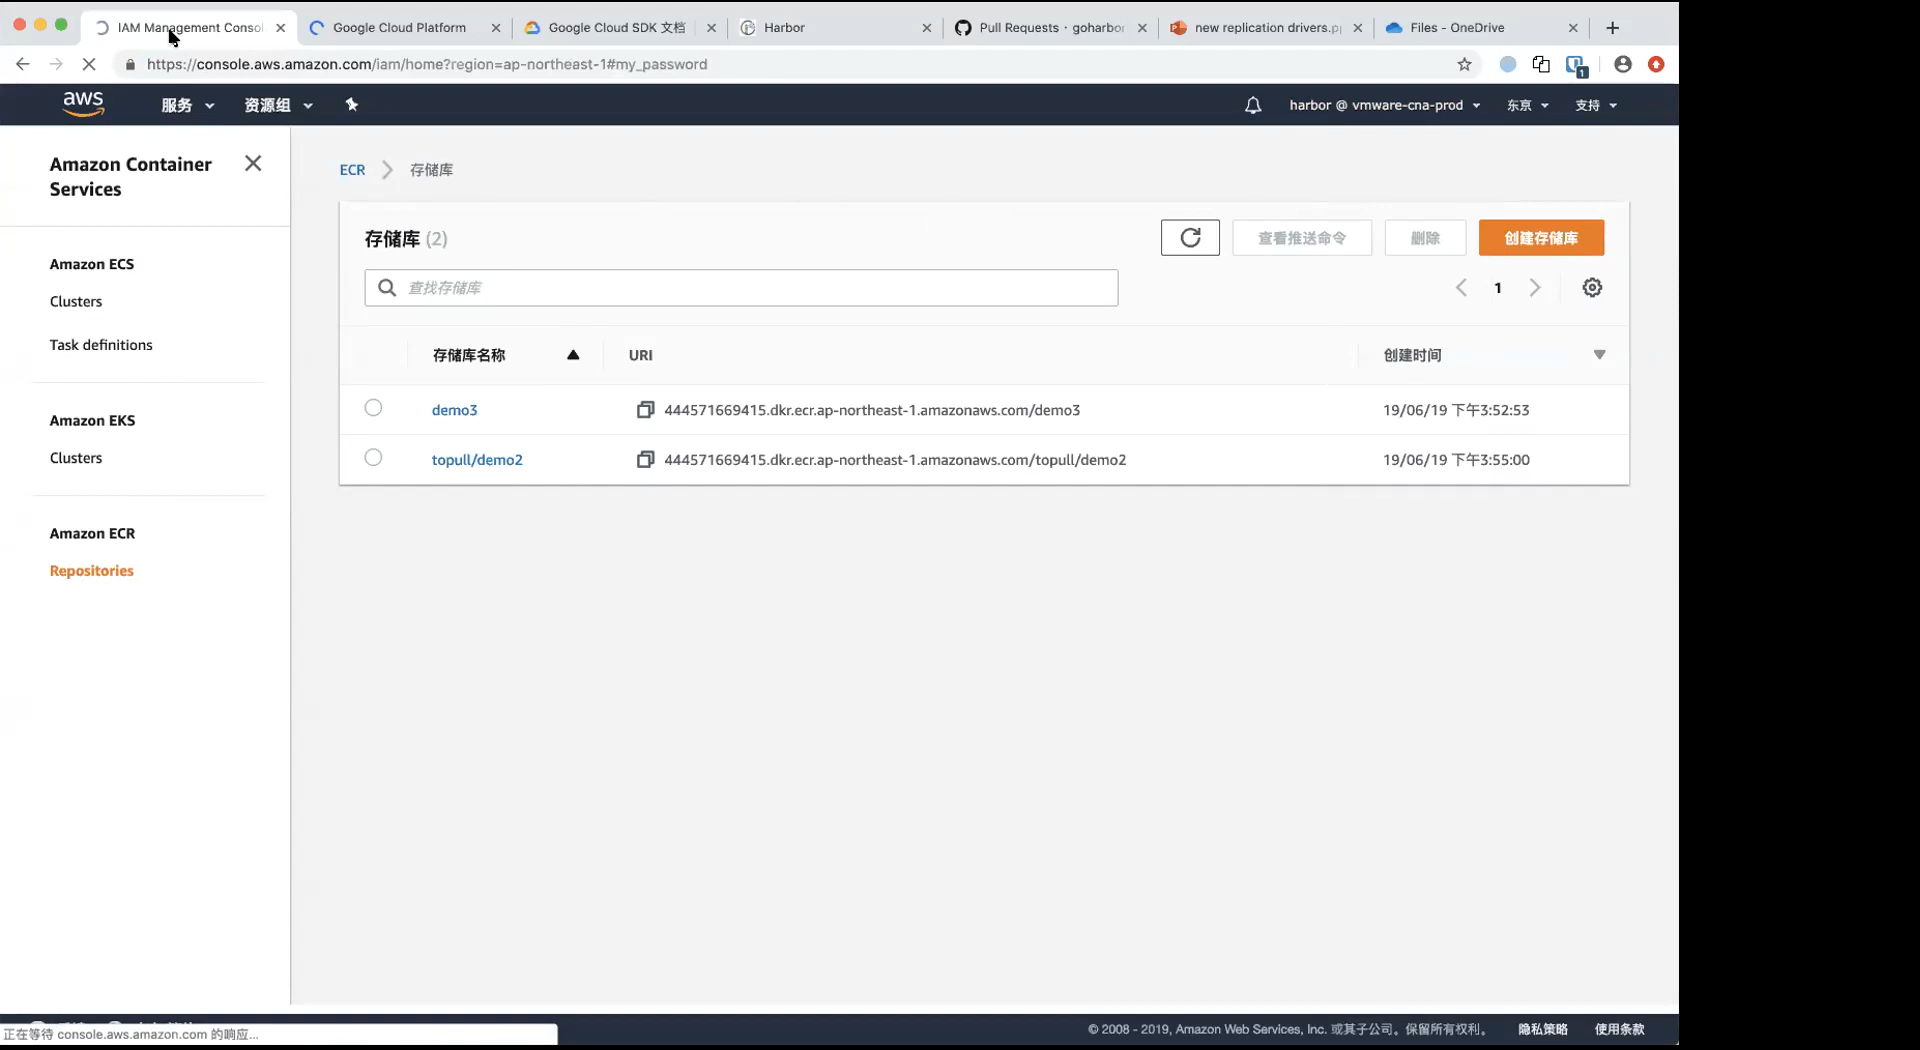 IAM Management Consol
Google Cloud Platform
Google Cloud SDK 文档
Harbor
Pull Requests · goharbor
new replication drivers.pp
Files - OneDrive
https://console.aws.amazon.com/iam/home?region=ap-northeast-1#my_password
1
aws
服务
资源组
harbor @ vmware-cna-prod
东京
支持
Amazon Container
Services
Amazon ECS
Clusters
Task definitions
Amazon EKS
Clusters
Amazon ECR
Repositories
ECR
存储库
存储库 (2)
查看推送命令
删除
创建存储库
查找存储库
1
存储库名称
URI
创建时间
demo3
444571669415.dkr.ecr.ap-northeast-1.amazonaws.com/demo3
19/06/19 下午3:52:53
topull/demo2
444571669415.dkr.ecr.ap-northeast-1.amazonaws.com/topull/demo2
19/06/19 下午3:55:00
正在等待 console.aws.amazon.com 的响应...
© 2008 - 2019, Amazon Web Services, Inc. 或其子公司。保留所有权利。
隐私策略
使用条款